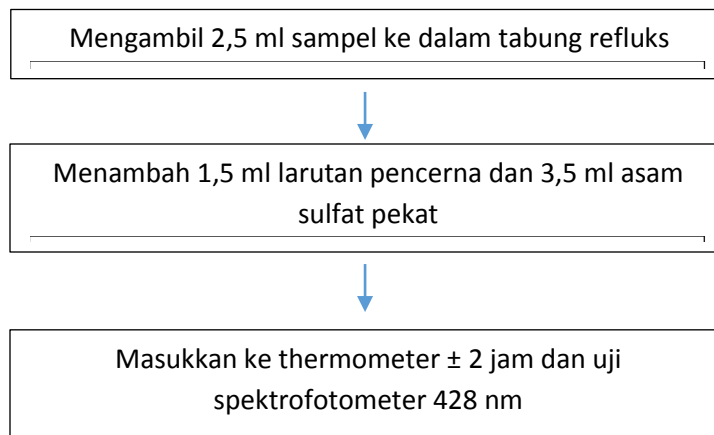 Mengambil 2,5 ml sampel ke dalam tabung refluks
Menambah 1,5 ml larutan pencerna dan 3,5 ml asam
sulfat pekat
Masukkan ke thermometer ± 2 jam dan uji
spektrofotometer 428 nm